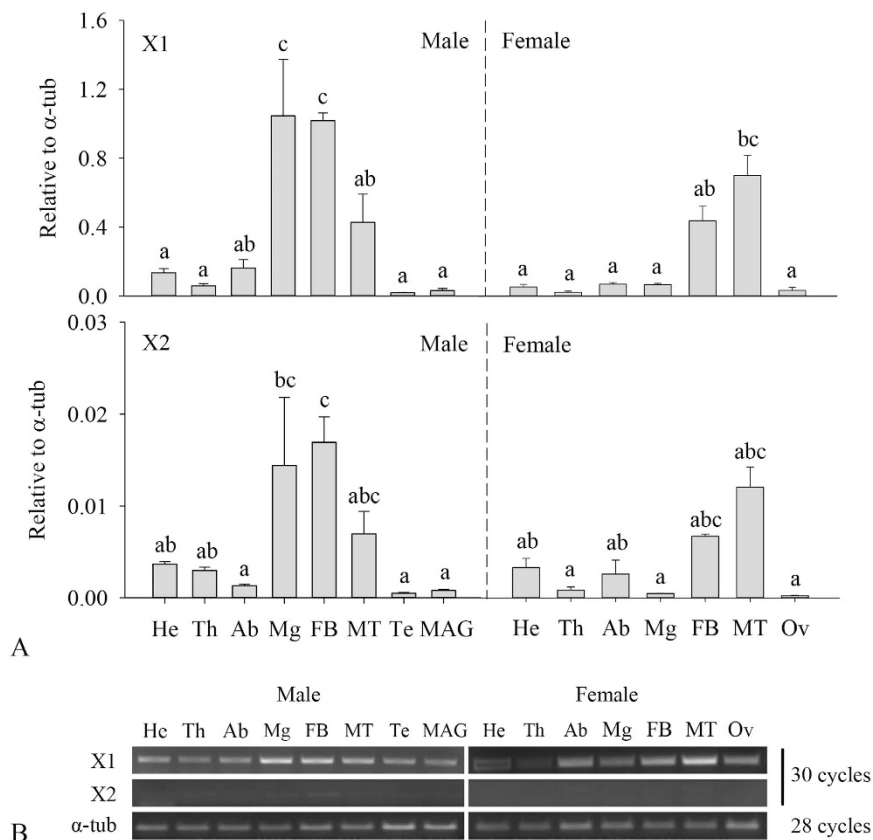 1.6
X1 Male Female
c c
1.2
bc
0.8
ab ab
0.4
a a ab a a a a a a a
0.0
Relative to α-tub
0.03
X2 Male Female
bc c
0.02
abc abc abc
0.01
ab ab a a a ab a ab a a
0.00
Relative to α-tub
He Th Ab Mg FB MT Te MAG He Th Ab Mg FB MT Ov
A
Male Female
He Th Ab Mg FB MT Te MAG He Th Ab Mg FB MT Ov
X1
X2
30 cycles
α-tub
28 cycles
B